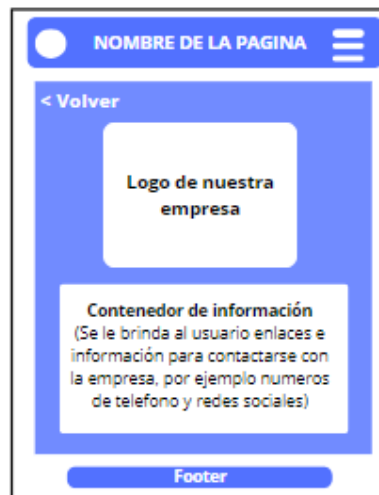 NOMBRE DE LA PAGINA
< Volver
Logo de nuestra
empresa
Contenedor de información
(Se le brinda al usuario enlaces e
información para contactarse con
la empresa, por ejemplo numeros
de telefono y redes sociales)
Footer